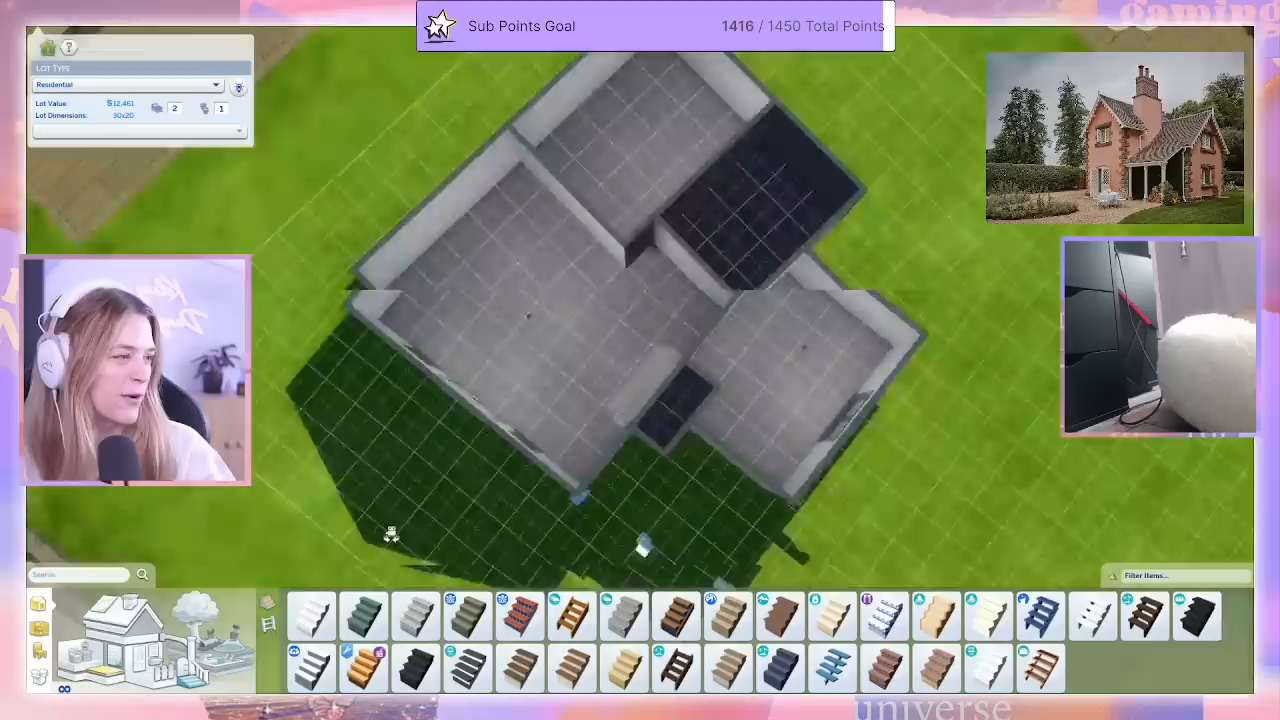 gaming
Sub Points Goal 1416 / 1450 Total Points
?
LOT TYPE
Residential
Lot Value: §12,461 2 1
Lot Dimensions: 30x20
Search
Filter Items...
universe